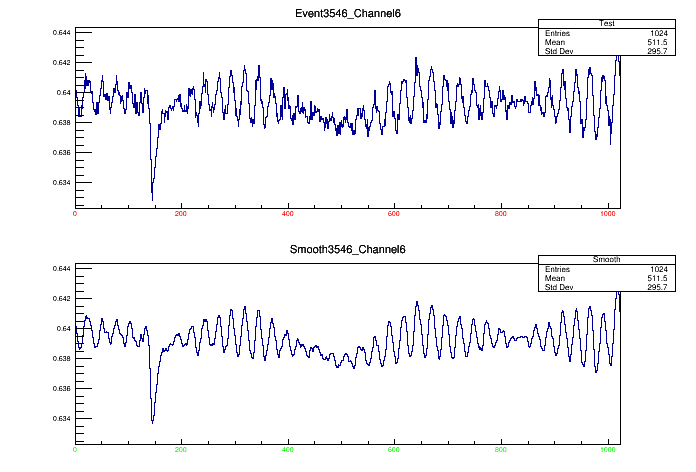 Event3546_Channel6
Test
Entries 1024
Mean 511.5
Std Dev 295.7
0.644
0.642
0.64
0.638
0.636
0.634
0 200 400 600 800 1000
Smooth3546_Channel6
Smooth
Entries 1024
Mean 511.5
Std Dev 295.7
0.644
0.642
0.64
0.638
0.636
0.634
0 200 400 600 800 1000